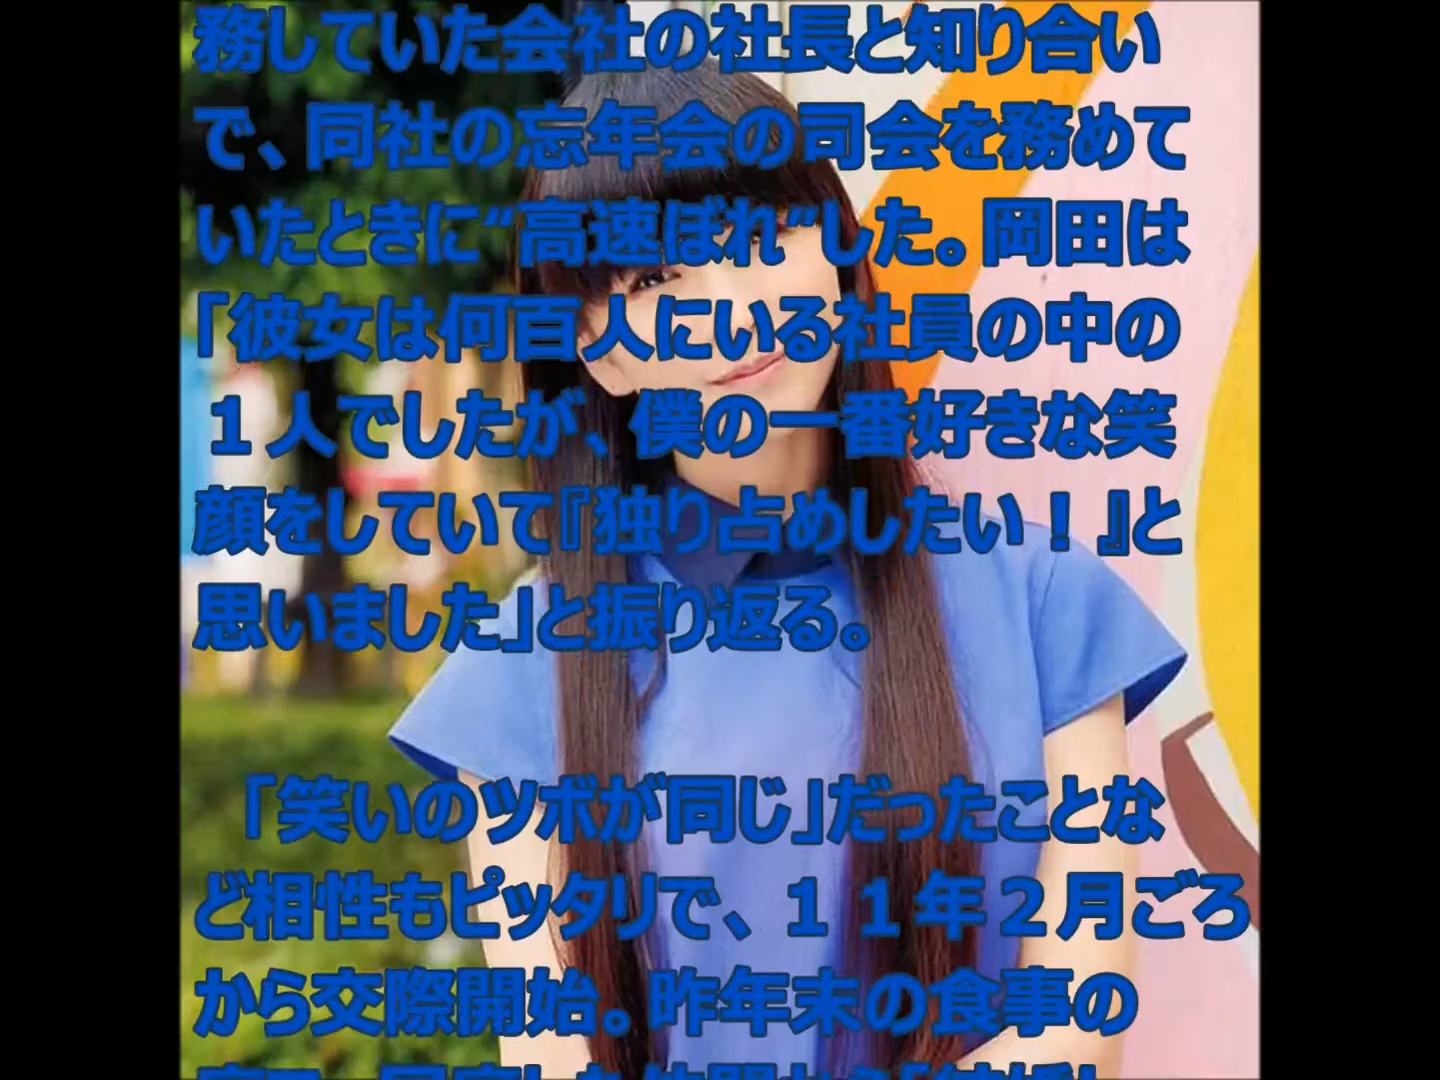 務していた会社の社長と知り合い
で、同社の忘年会の司会を務めて
いたときに“高速ぼれ”した。岡田は
「彼女は何百人にいる社員の中の
１人でしたが、僕の一番好きな笑
顔をしていて『独り占めしたい！』と
思いました」と振り返る。
「笑いのツボが同じ」だったことな
ど相性もピッタリで、１１年２月ごろ
から交際開始。昨年末の食事の